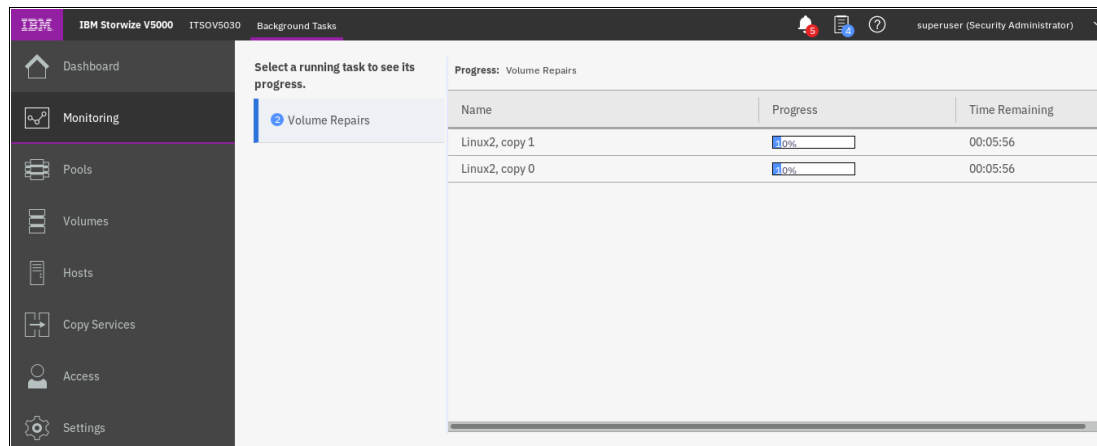 IBM IBM Storwize V5000 ITSOV5030 Background Tasks 5 4 ? superuser (Security Administrator)
Dashboard
Monitoring
Pools
Volumes
Hosts
Copy Services
Access
Settings
Select a running task to see its
progress.
2 Volume Repairs
Progress: Volume Repairs
Name Progress Time Remaining
Linux2, copy 1 10% 00:05:56
Linux2, copy 0 10% 00:05:56